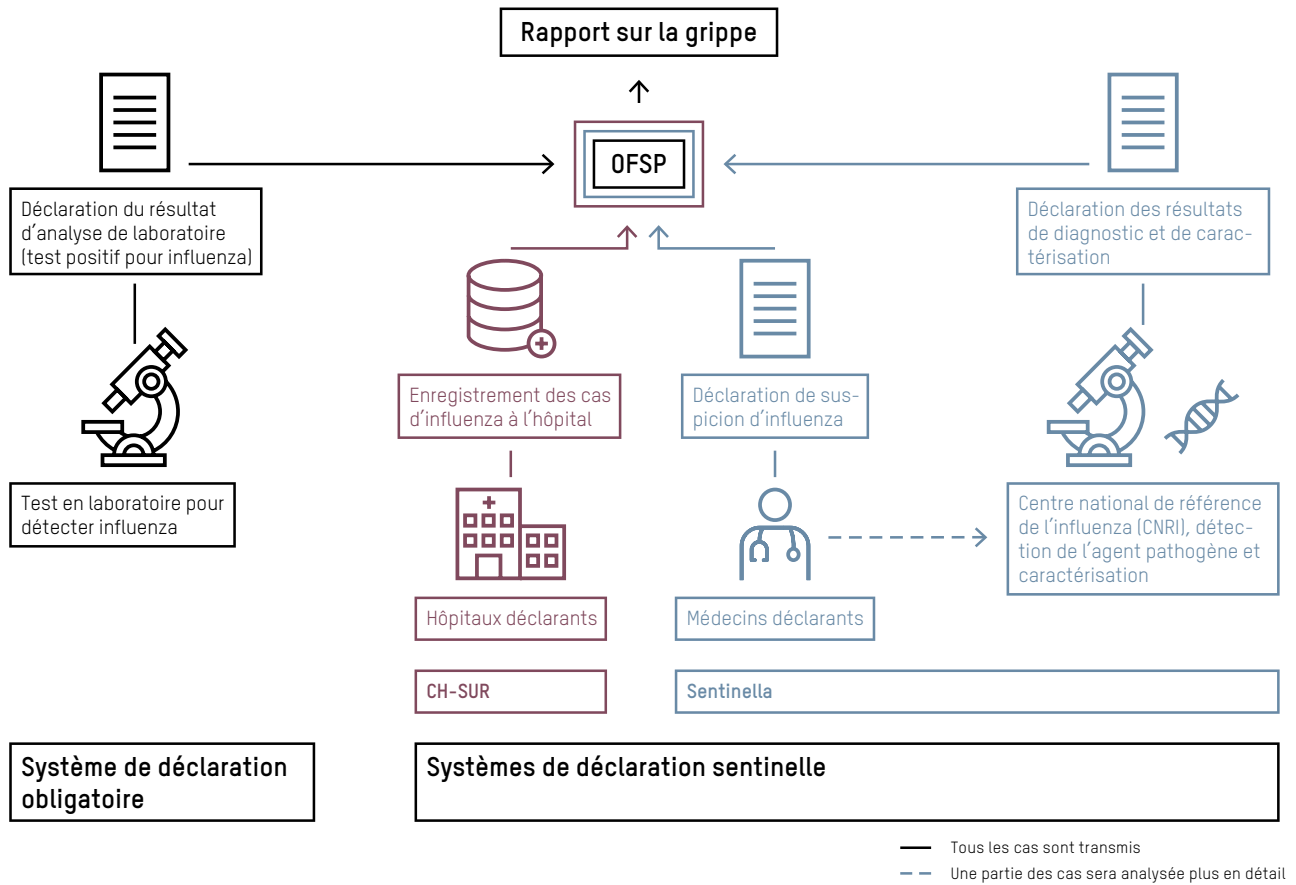 Rapport sur la grippe
OFSP
Déclaration du résultat
d'analyse de laboratoire
(test positif pour influenza)
Déclaration des résultats
de diagnostic et de carac-
térisation
Enregistrement des cas
d'influenza à l'hôpital
Déclaration de sus-
picion d'influenza
Test en laboratoire pour
détecter influenza
Centre national de référence
de l'influenza (CNRI), détec-
tion de l'agent pathogène et
caractérisation
Hôpitaux déclarants
Médecins déclarants
CH-SUR
Sentinella
Système de déclaration
obligatoire
Systèmes de déclaration sentinelle
Tous les cas sont transmis
Une partie des cas sera analysée plus en détail